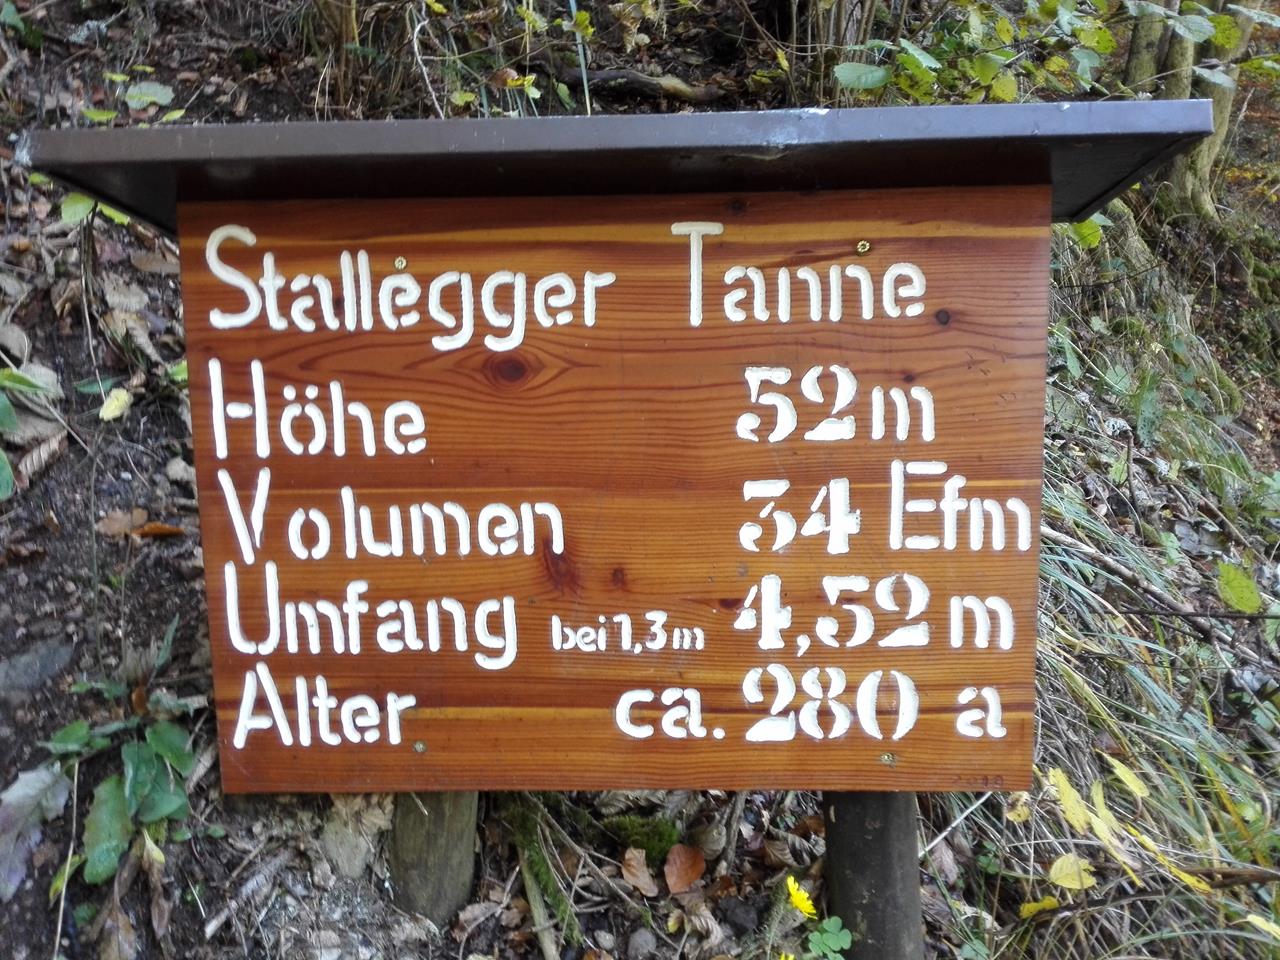 Stallegger Tanne
Höhe 52 m
Volumen 34 Efm
Umfang bei 1,3 m 4,52 m
Alter ca. 280 a